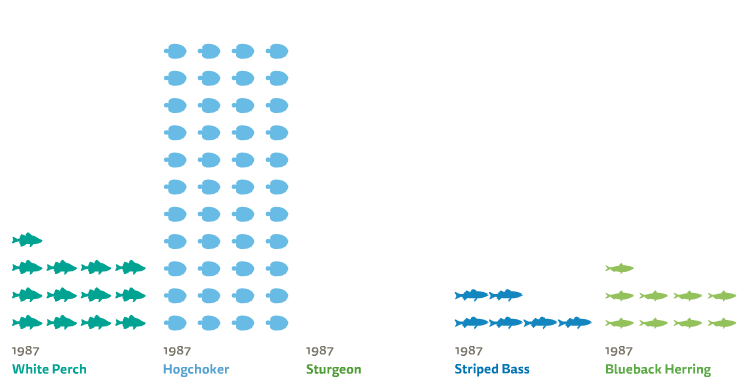 1987
White Perch
1987
Hogchoker
1987
Sturgeon
1987
Striped Bass
1987
Blueback Herring